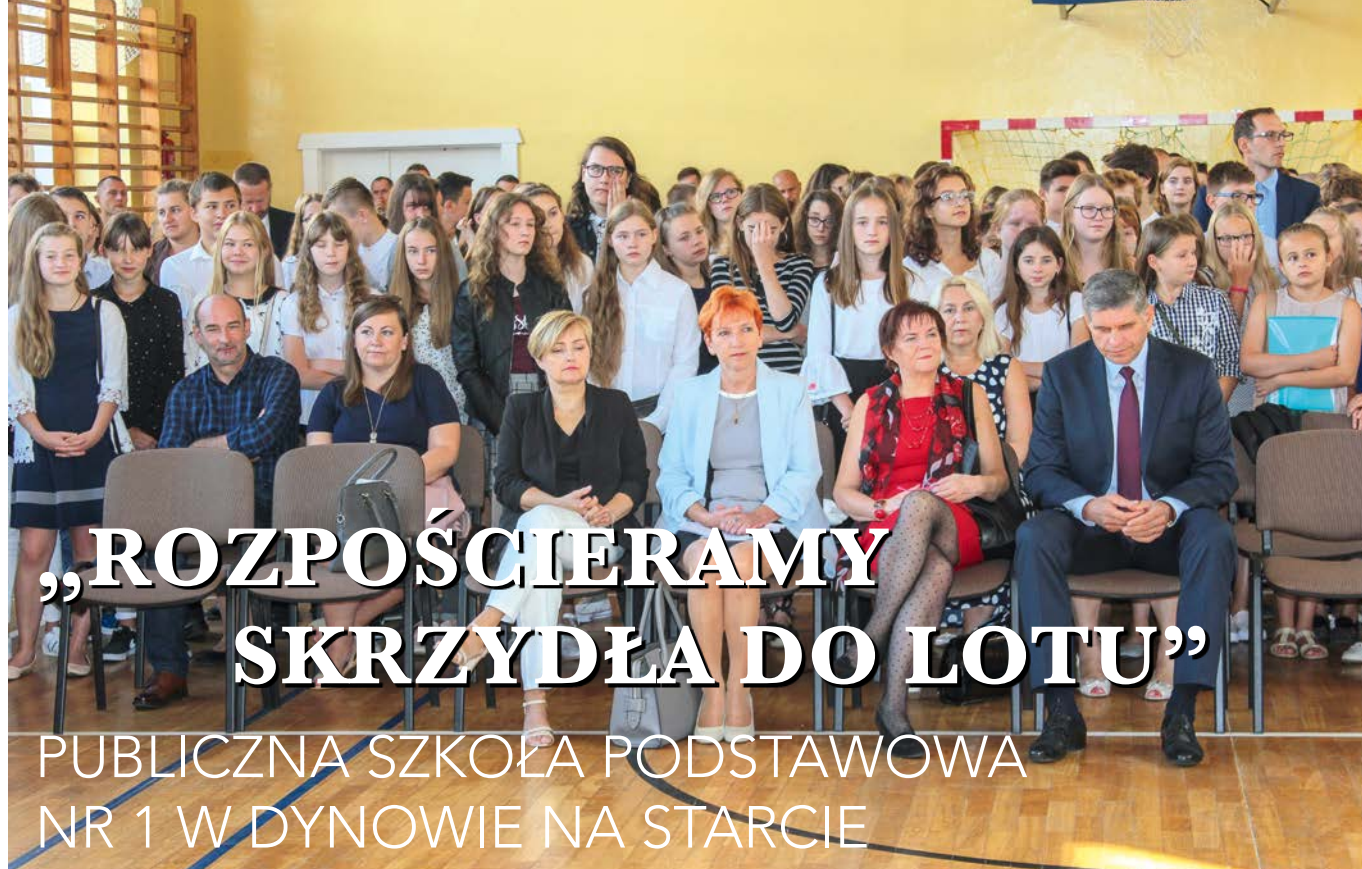 „ROZPOŚCIERAMY
SKRZYDŁA DO LOTU”
PUBLICZNA SZKOŁA PODSTAWOWA
NR 1 W DYNOWIE NA STARCIE